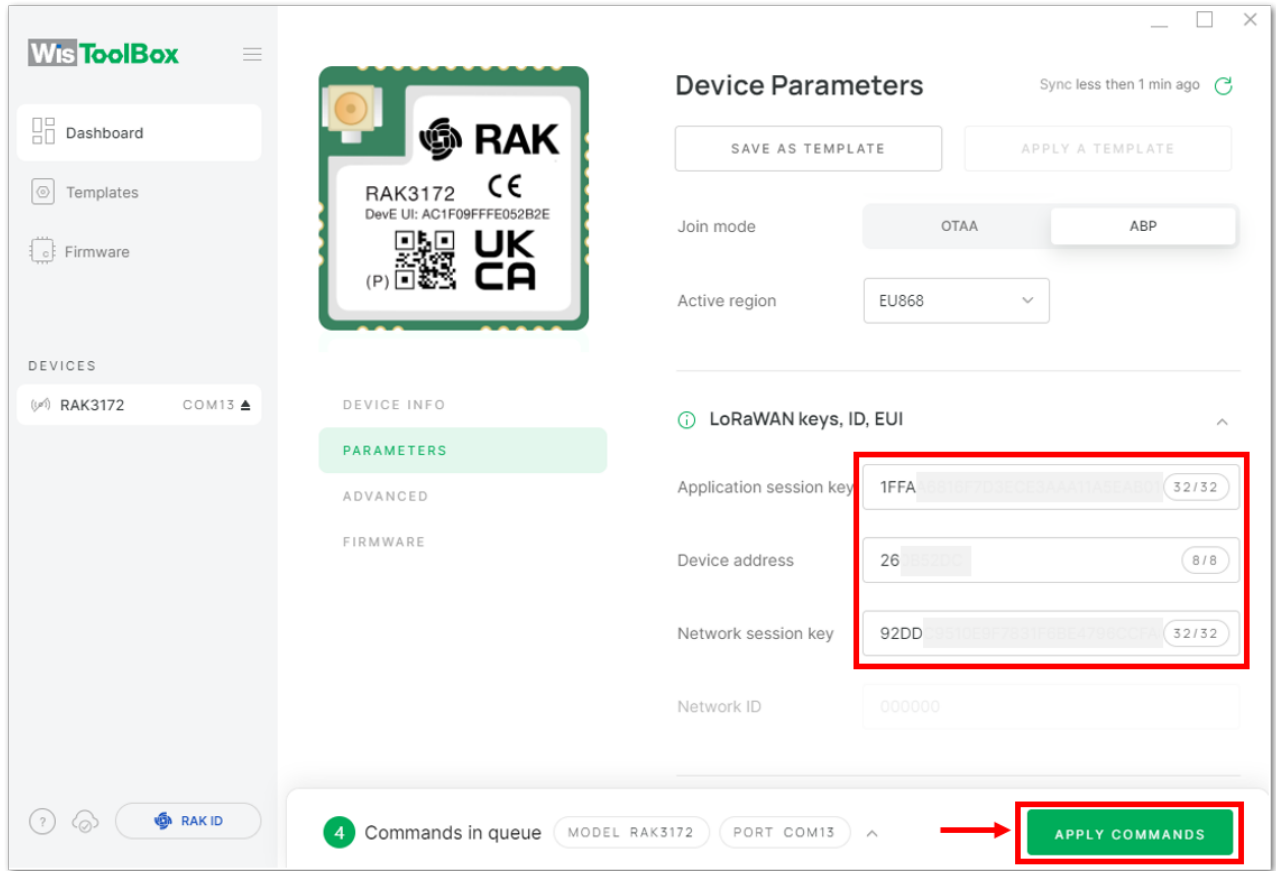 WisToolBox
Dashboard
Templates
Firmware
DEVICES
RAK3172 COM13
RAK ID
RAK
RAK3172
DevE UI: AC1F09FFFE052B2E
(P)
UK
CA
DEVICE INFO
PARAMETERS
ADVANCED
FIRMWARE
Device Parameters
Sync less then 1 min ago
SAVE AS TEMPLATE
APPLY A TEMPLATE
Join mode
OTAA
ABP
Active region
EU868
LoRaWAN keys, ID, EUI
Application session key
1FFA
32/32
Device address
26
8/8
Network session key
92DD
32/32
Network ID
000000
4 Commands in queue
MODEL RAK3172
PORT COM13
APPLY COMMANDS